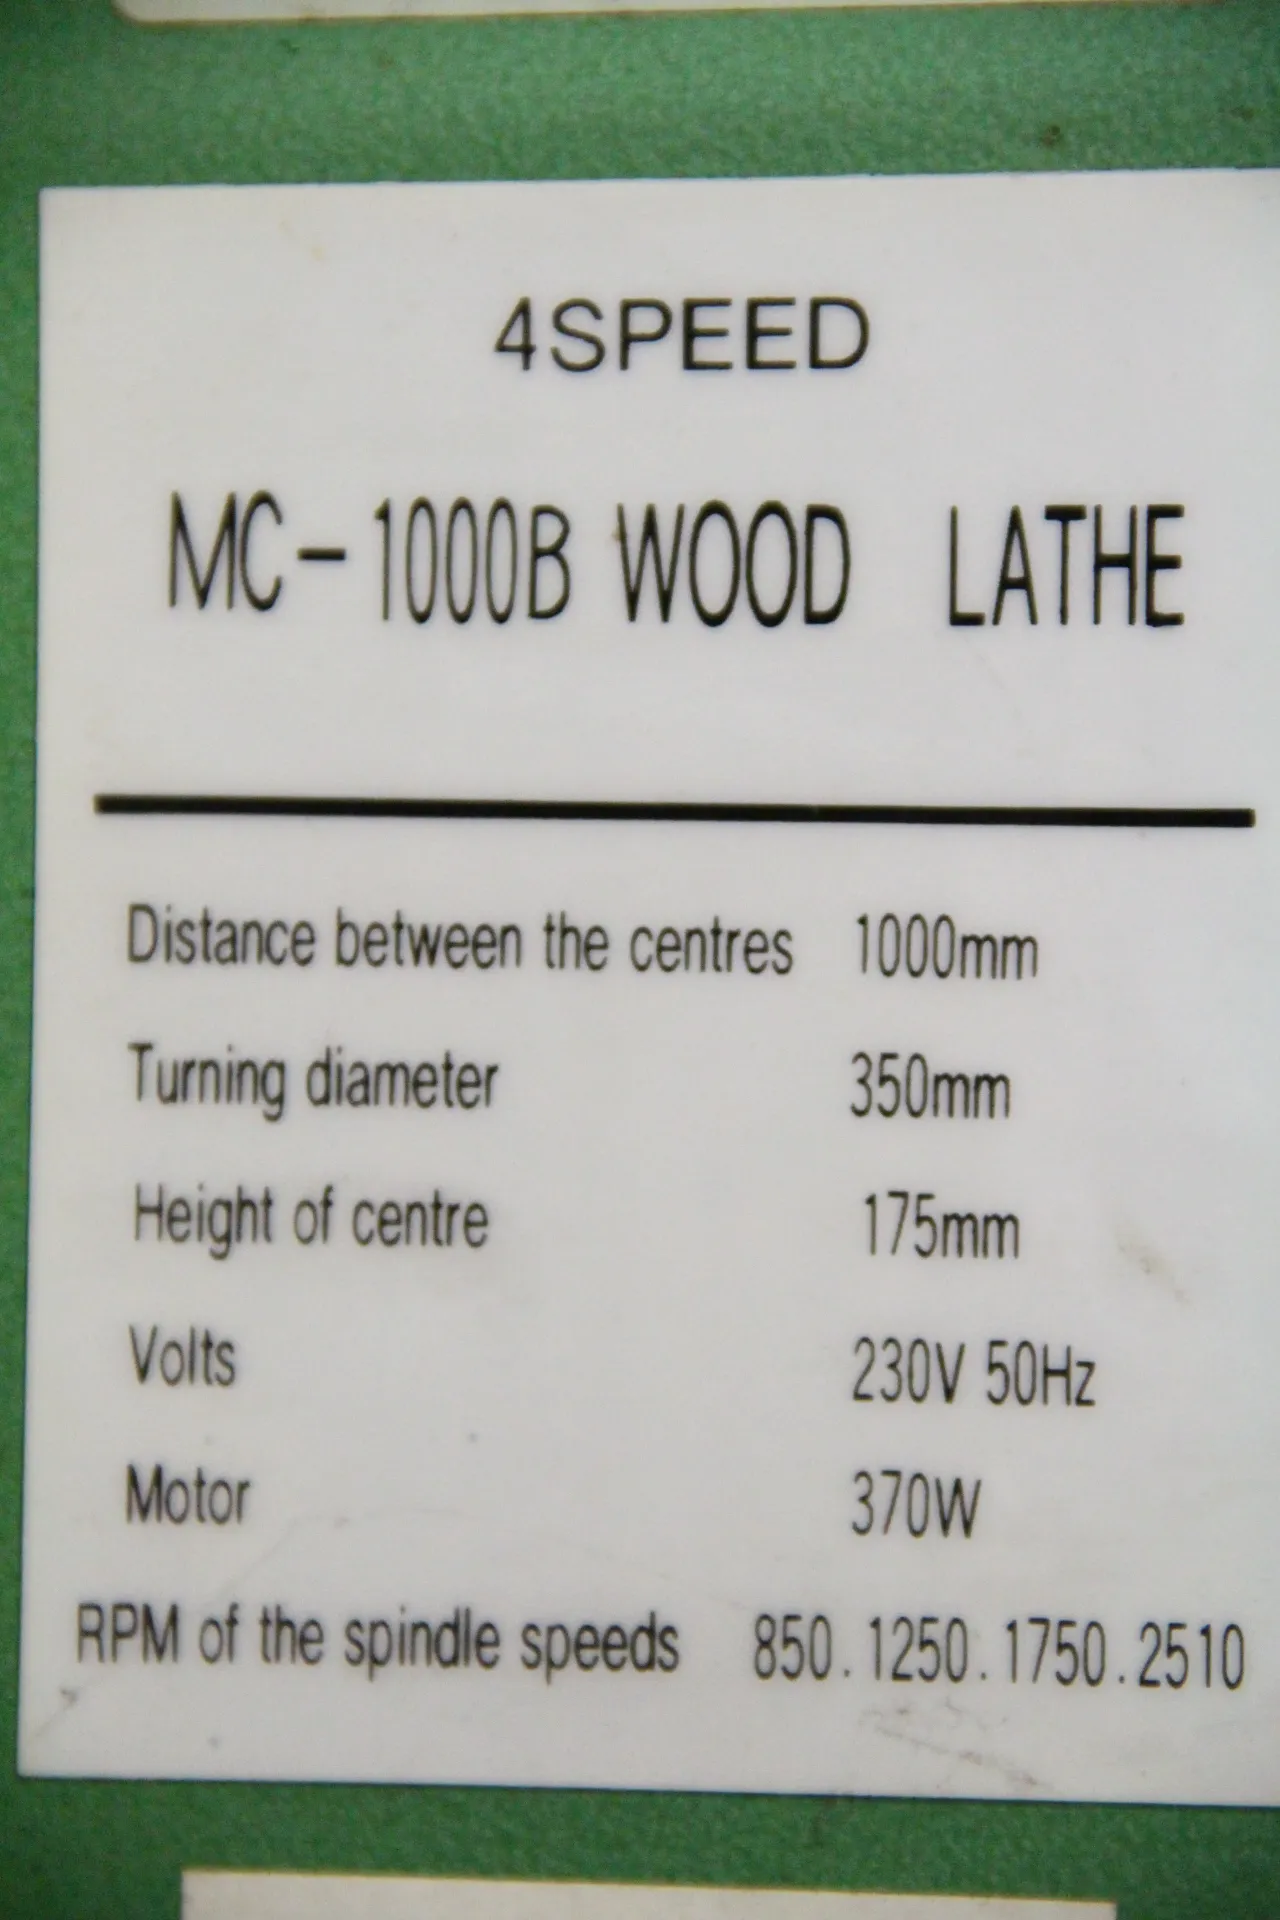 4SPEED
MC-1000B WOOD LATHE
Distance between the centres 1000mm
Turning diameter 350mm
Height of centre 175mm
Volts 230V 50Hz
Motor 370W
RPM of the spindle speeds 850.1250.1750.2510